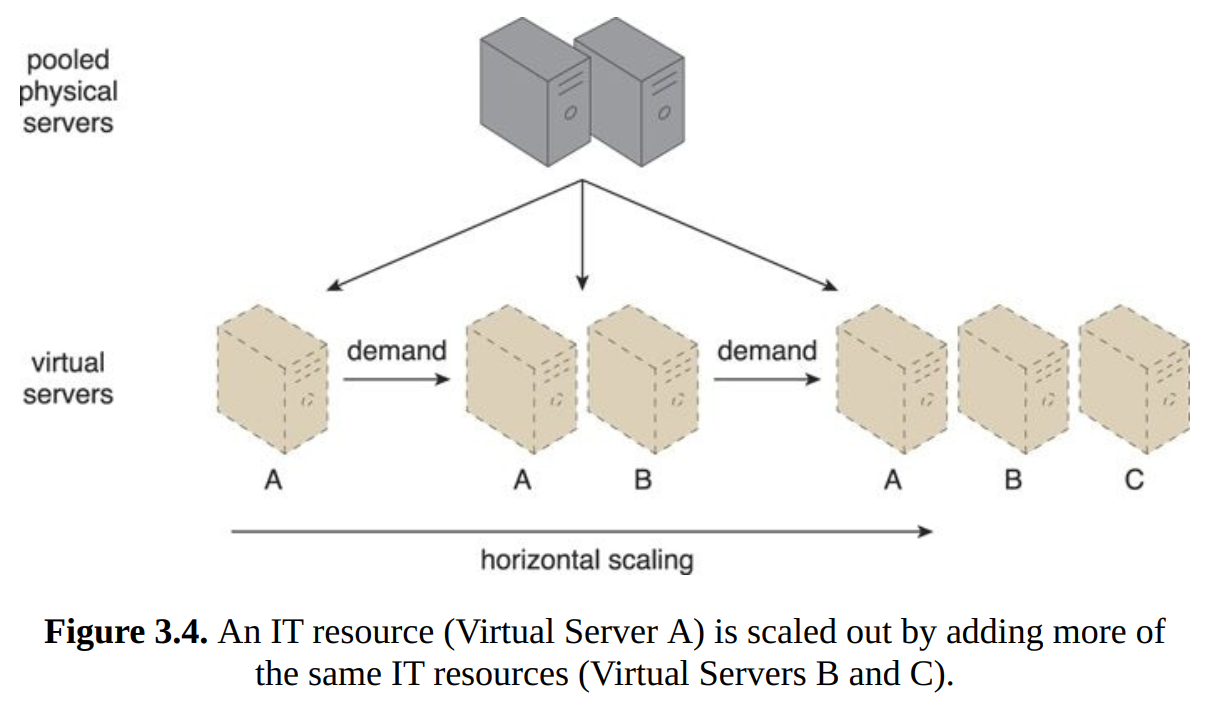 pooled
physical
servers
virtual
servers
demand
demand
A
A
B
A
B
C
horizontal scaling
Figure 3.4. An IT resource (Virtual Server A) is scaled out by adding more of
the same IT resources (Virtual Servers B and C).